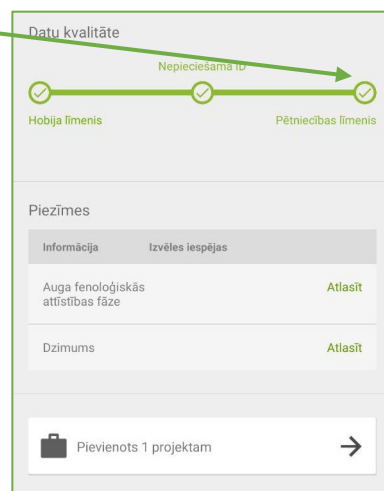 Datu kvalitāte
Nepieciešama ID
Hobija līmenis
Pētniecības līmenis
Piezīmes
Informācija Izvēles iespējas
Auga fenoloģiskās
attīstības fāze
Atlasīt
Dzimums Atlasīt
Pievienots 1 projektam